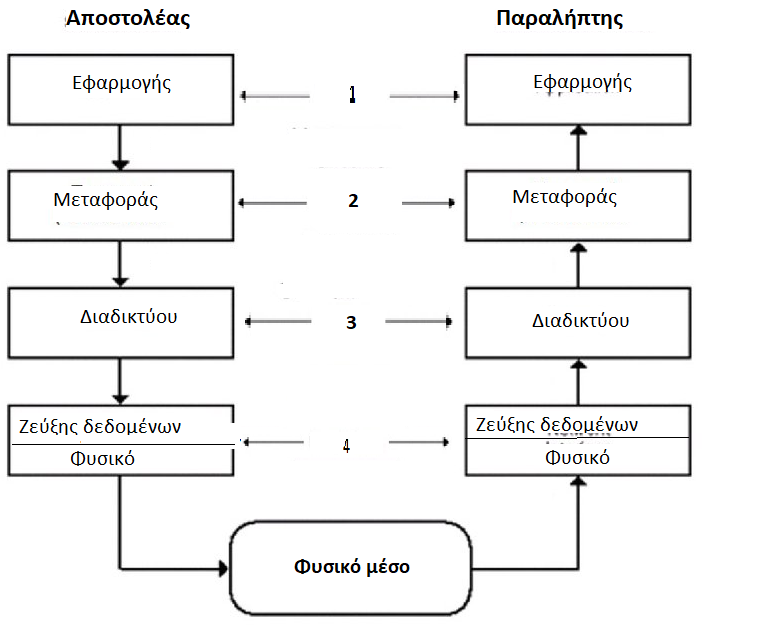 Αποστολέας
Παραλήπτης
Εφαρμογής
1
Εφαρμογής
Μεταφοράς
2
Μεταφοράς
Διαδικτύου
3
Διαδικτύου
Ζεύξης δεδομένων
Φυσικό
4
Ζεύξης δεδομένων
Φυσικό
Φυσικό μέσο